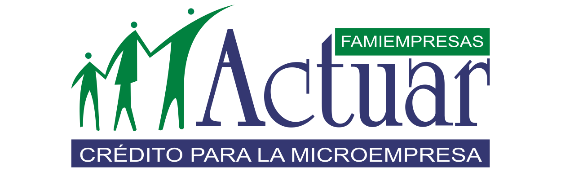 FAMIEMPRESAS
Actuar
CRÉDITO PARA LA MICROEMPRESA